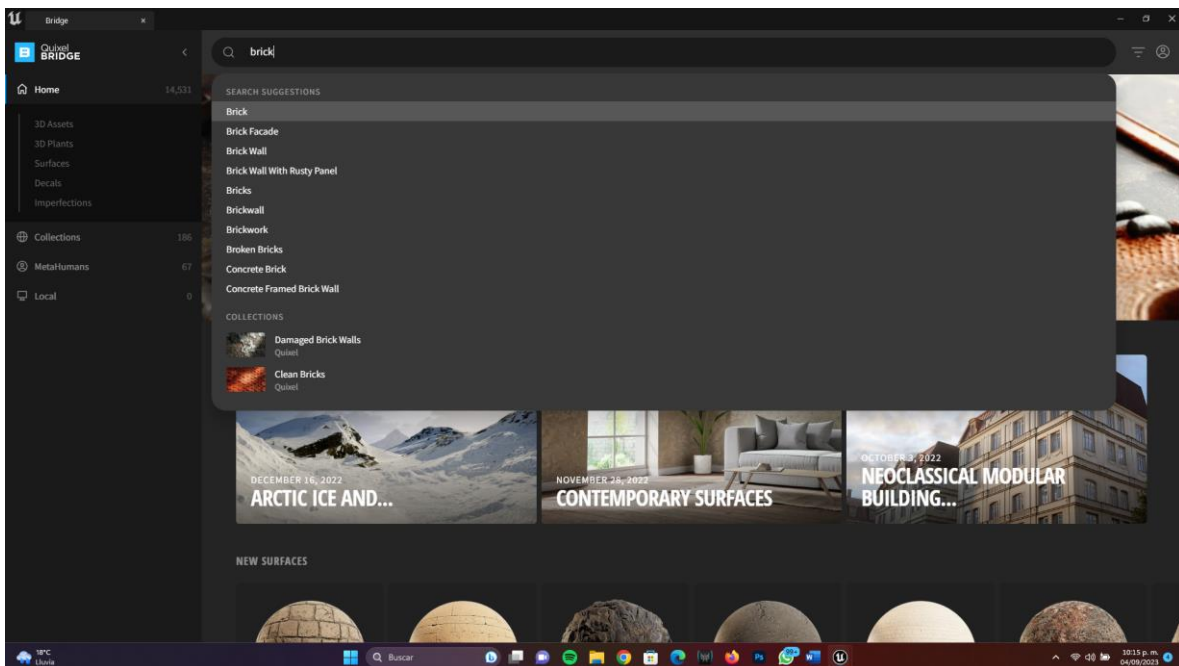 Bridge
Quixel
BRIDGE
brick
Home 14,531
3D Assets
3D Plants
Surfaces
Decals
Imperfections
Collections 186
MetaHumans 67
Local 0
SEARCH SUGGESTIONS
Brick
Brick Facade
Brick Wall
Brick Wall With Rusty Panel
Bricks
Brickwall
Brickwork
Broken Bricks
Concrete Brick
Concrete Framed Brick Wall
COLLECTIONS
Damaged Brick Walls
Quixel
Clean Bricks
Quixel
DECEMBER 16, 2022
ARCTIC ICE AND...
NOVEMBER 28, 2022
CONTEMPORARY SURFACES
OCTOBER 3, 2022
NEOCLASSICAL MODULAR
BUILDING...
NEW SURFACES
18°C
Lluvia
Buscar
99+
10:15 p. m.
04/09/2023